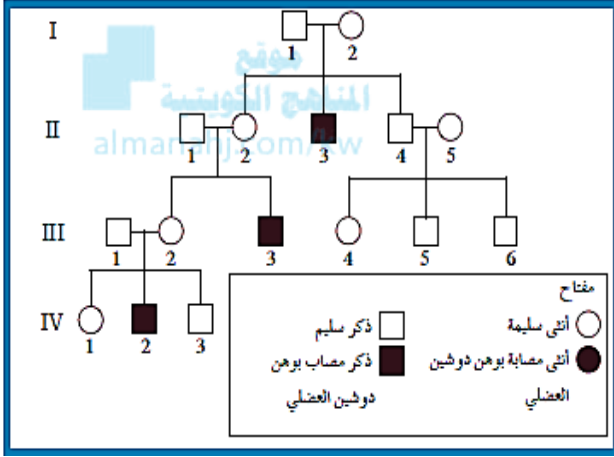 I
1 2
موقع
المناهج الكويتية
almanahj.com/kw
II
1 2 3 4 5
III
1 2 3 4 5 6
IV
1 2 3
مفتاح
أنثى سليمة ذكر سليم
أنثى مصابة بوهن دوشين ذكر مصاب بوهن
العضلي دوشين العضلي